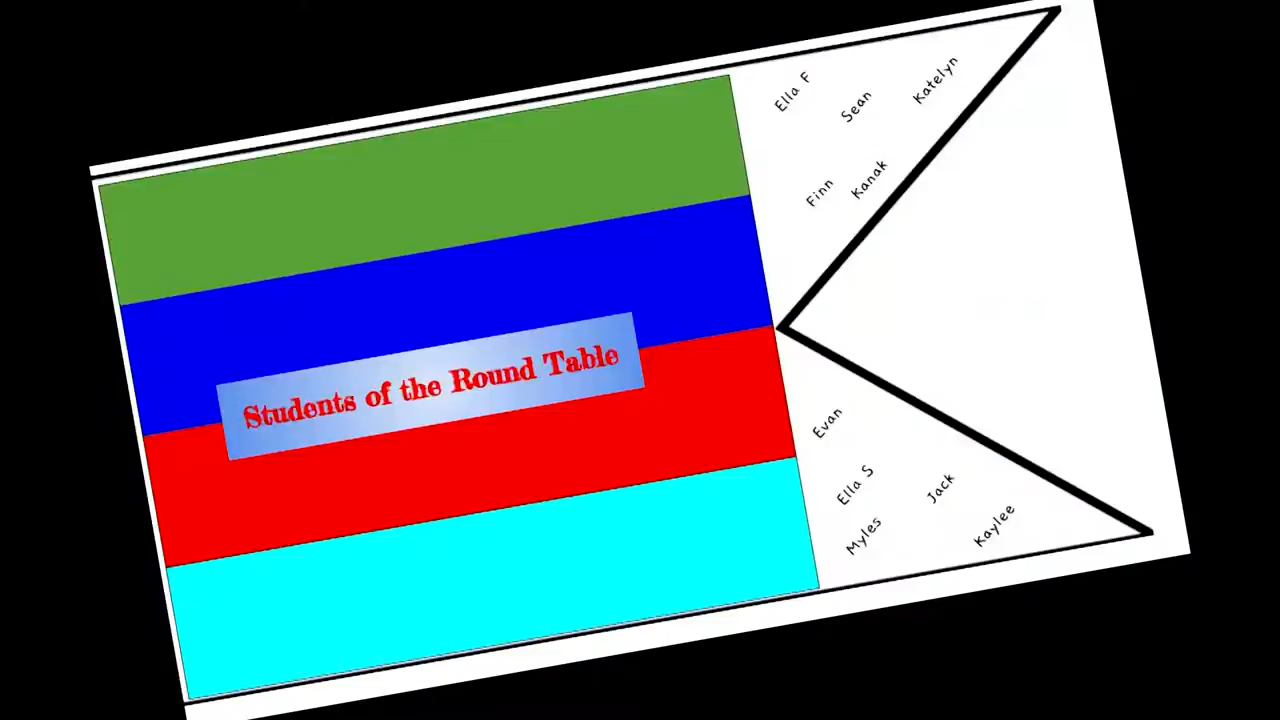 Students of the Round Table
Ella F
Sean
Katelyn
Finn
Kanak
Evan
Ella S
Jack
Myles
Kaylee